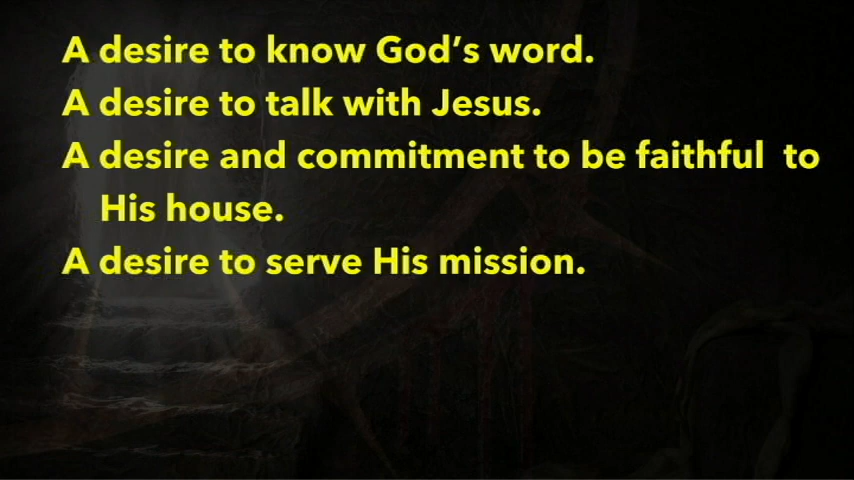 A desire to know God’s word.
A desire to talk with Jesus.
A desire and commitment to be faithful  to
His house.
A desire to serve His mission.